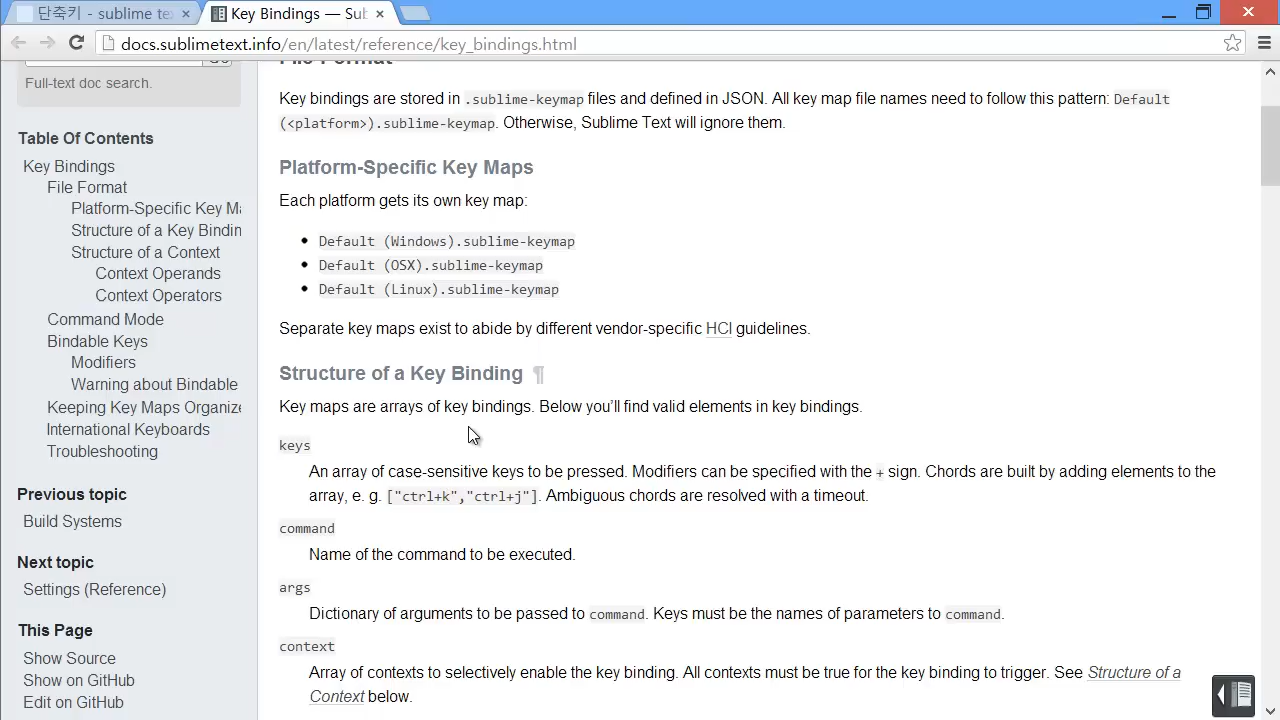 단축키 - sublime te
Key Bindings — Sub
docs.sublimetext.info/en/latest/reference/key_bindings.html
Full-text doc search.
Table Of Contents
Key Bindings
File Format
Platform-Specific Key Ma
Structure of a Key Bindin
Structure of a Context
Context Operands
Context Operators
Command Mode
Bindable Keys
Modifiers
Warning about Bindable
Keeping Key Maps Organize
International Keyboards
Troubleshooting
Previous topic
Build Systems
Next topic
Settings (Reference)
This Page
Show Source
Show on GitHub
Edit on GitHub
File Format
Key bindings are stored in .sublime-keymap files and defined in JSON. All key map file names need to follow this pattern: Default
(<platform>).sublime-keymap. Otherwise, Sublime Text will ignore them.
Platform-Specific Key Maps
Each platform gets its own key map:
Default (Windows).sublime-keymap
Default (OSX).sublime-keymap
Default (Linux).sublime-keymap
Separate key maps exist to abide by different vendor-specific HCI guidelines.
Structure of a Key Binding ¶
Key maps are arrays of key bindings. Below you’ll find valid elements in key bindings.
keys
An array of case-sensitive keys to be pressed. Modifiers can be specified with the + sign. Chords are built by adding elements to the
array, e. g. ["ctrl+k","ctrl+j"]. Ambiguous chords are resolved with a timeout.
command
Name of the command to be executed.
args
Dictionary of arguments to be passed to command. Keys must be the names of parameters to command.
context
Array of contexts to selectively enable the key binding. All contexts must be true for the key binding to trigger. See Structure of a
Context below.